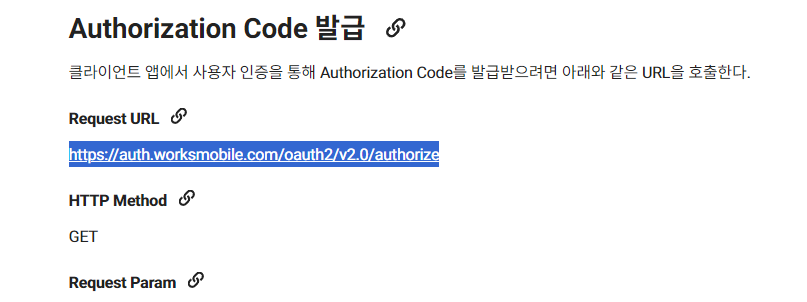 Authorization Code 발급
클라이언트 앱에서 사용자 인증을 통해 Authorization Code를 발급받으려면 아래와 같은 URL을 호출한다.
Request URL
https://auth.worksmobile.com/oauth2/v2.0/authorize
HTTP Method
GET
Request Param